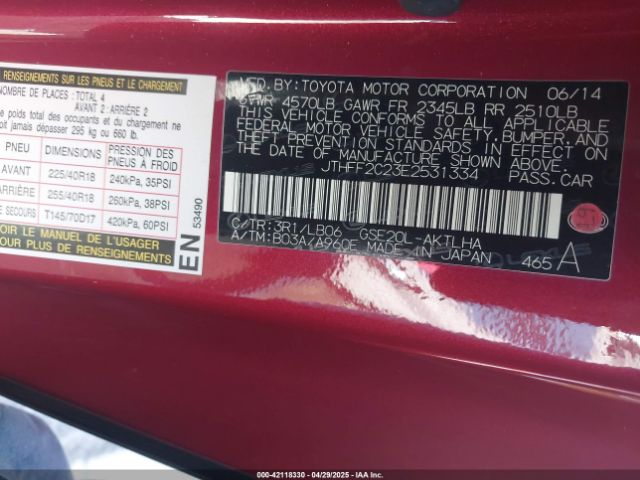 RENSEIGNEMENTS SUR LES PNEUS ET LE CHARGEMENT
NOMBRE DE PLACES: TOTAL 4
AVANT 2: ARRIÈRE 2
poids total des occupants et du chargement ne
doit jamais dépasser 295 kg ou 660 lb.
PNEU DIMENSIONS PRESSION DES PNEUS À FROID
AVANT 225/40R18 240kPa, 35PSI
ARRIÈRE 255/40R18 260kPa, 38PSI
DE SECOURS T145/70D17 420kPa, 60PSI
VOIR LE MANUEL DE L'USAGER
POUR PLUS DE RENSEIGNEMENTS
EN 53490
MFD. BY: TOYOTA MOTOR CORPORATION 06/14
GVWR 4570LB GAWR FR 2345LB RR 2510LB
THIS VEHICLE CONFORMS TO ALL APPLICABLE
FEDERAL MOTOR VEHICLE SAFETY, BUMPER, AND
THEFT PREVENTION STANDARDS IN EFFECT ON
THE DATE OF MANUFACTURE SHOWN ABOVE.
JTHFF2C23E2531334 PASS. CAR
C/TR: 3R1/LB06 GSE20L-AKTLHA
A/TM: B03A/A960E MADE IN JAPAN 465 A
000-42118330 04/29/2025 - IAA Inc.